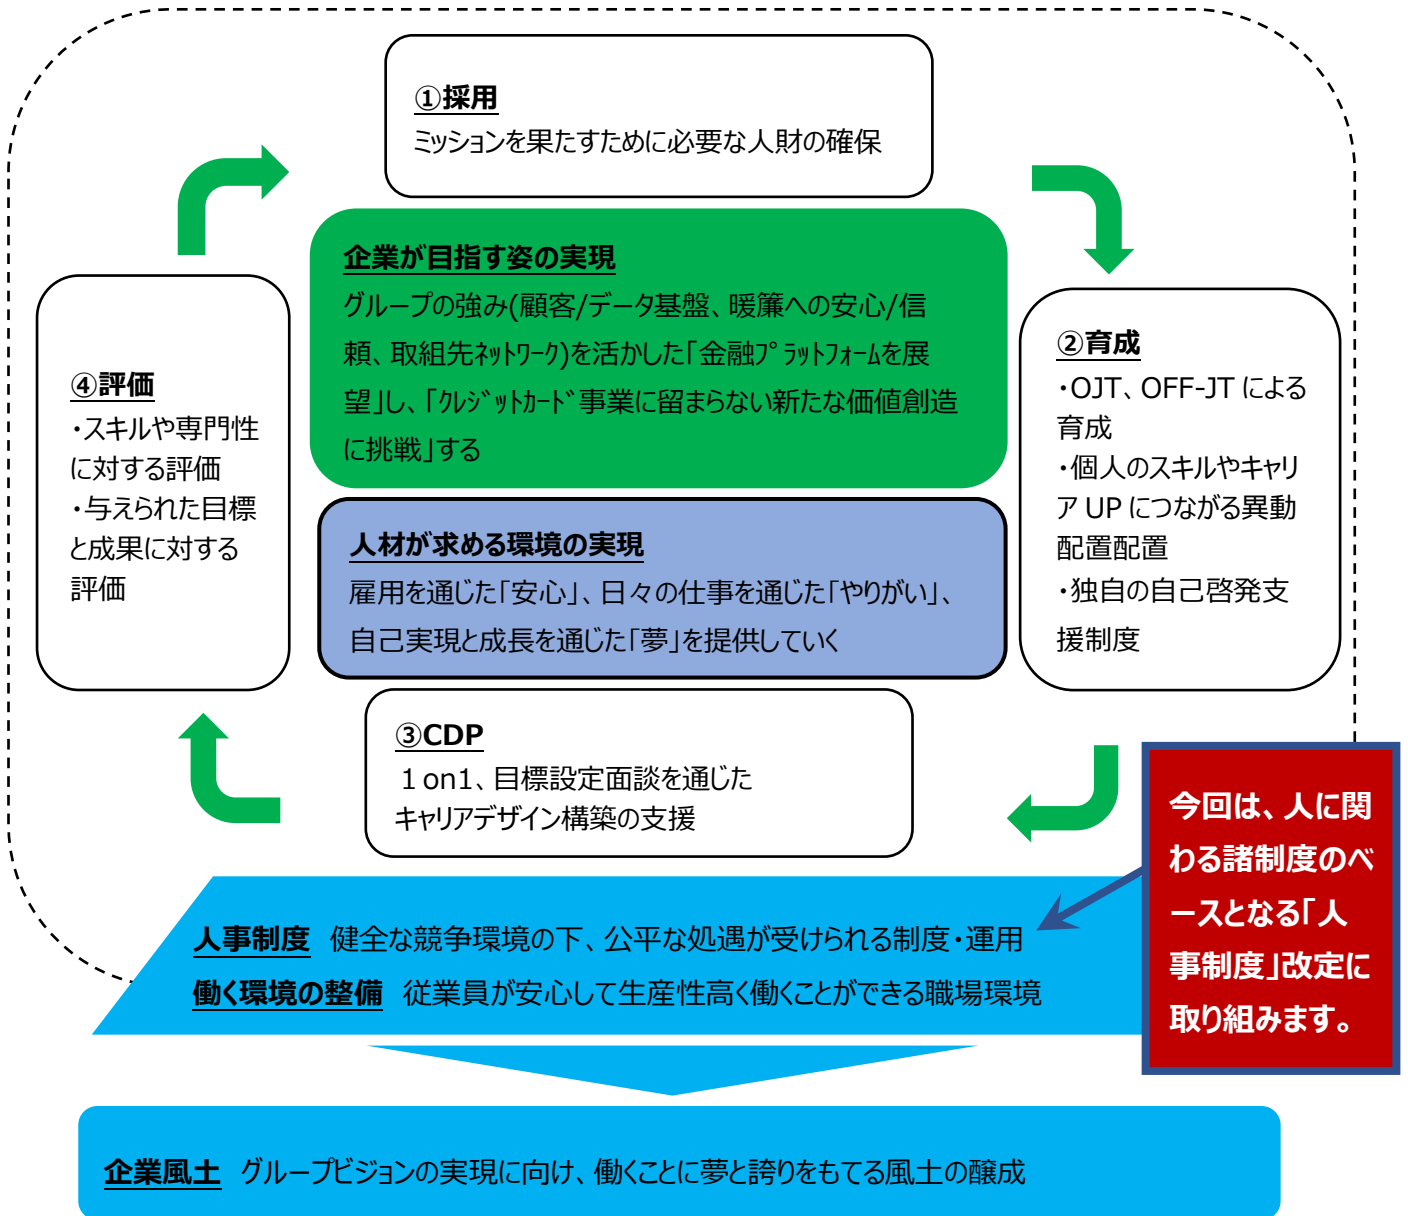 ①採用
ミッションを果たすために必要な人財の確保
企業が目指す姿の実現
グループの強み(顧客/データ基盤、暖簾への安心/信
頼、取組先ﾈｯﾄﾜｰｸ)を活かした「金融ﾌﾟﾗｯﾄﾌｫｰﾑを展
望」し、「ｸﾚｼﾞｯﾄｶｰﾄﾞ事業に留まらない新たな価値創造
に挑戦」する
②育成
・OJT、OFF-JT による
育成
・個人のスキルやキャリ
ア UP につながる異動
配置配置
・独自の自己啓発支
援制度
④評価
・スキルや専門性
に対する評価
・与えられた目標
と成果に対する
評価
人材が求める環境の実現
雇用を通じた「安心」、日々の仕事を通じた「やりがい」、
自己実現と成長を通じた「夢」を提供していく
③CDP
１on1、目標設定面談を通じた
キャリアデザイン構築の支援
今回は、人に関
わる諸制度のベ
ースとなる「人
事制度」改定に
取り組みます。
人事制度 健全な競争環境の下、公平な処遇が受けられる制度・運用
働く環境の整備 従業員が安心して生産性高く働くことができる職場環境
企業風土 グループビジョンの実現に向け、働くことに夢と誇りをもてる風土の醸成